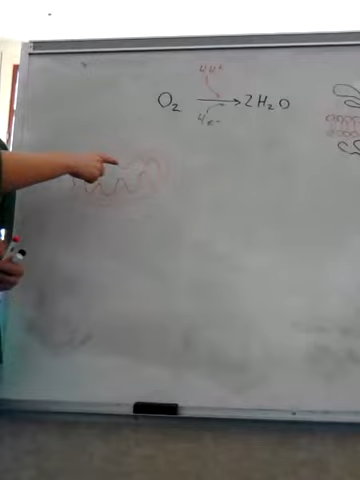 4H⁺
O₂ → 2H₂O
4e⁻